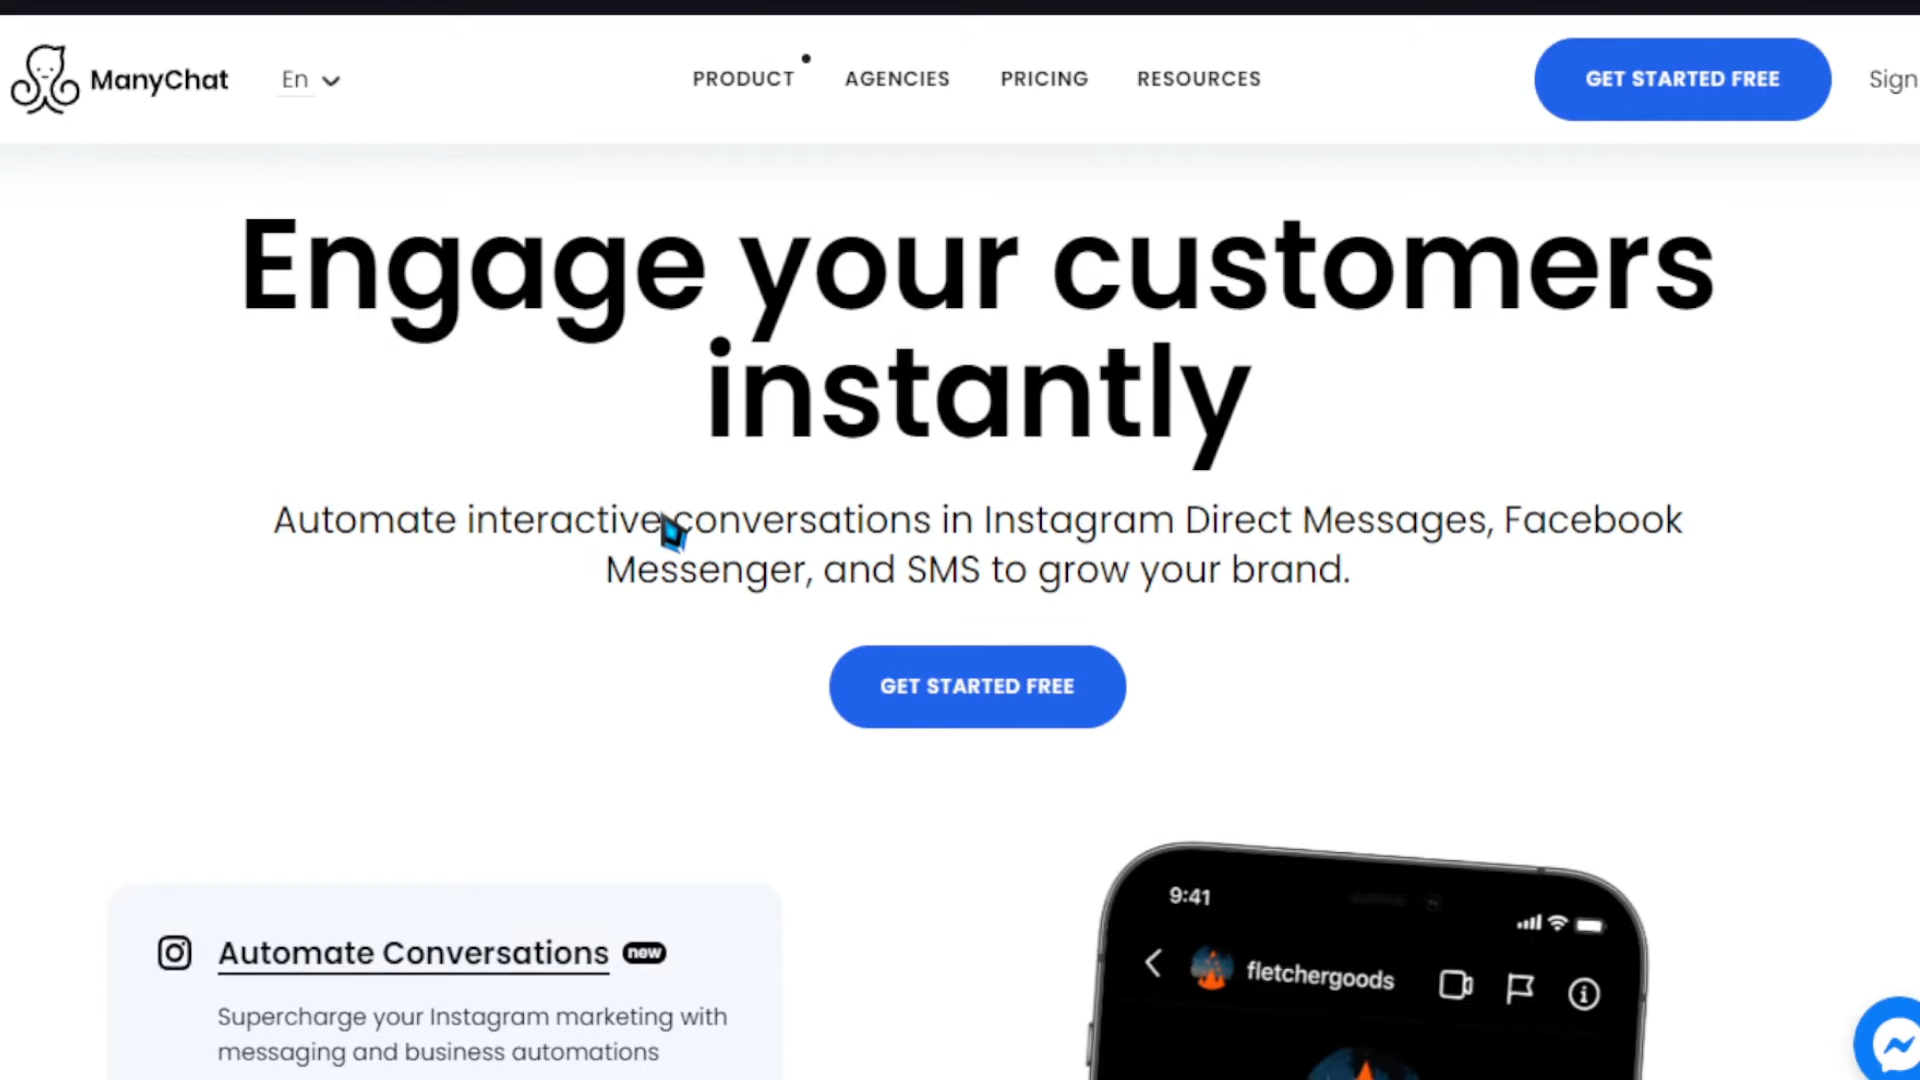 ManyChat
En
PRODUCT
AGENCIES
PRICING
RESOURCES
GET STARTED FREE
Sign
Engage your customers
instantly
Automate interactive conversations in Instagram Direct Messages, Facebook
Messenger, and SMS to grow your brand.
GET STARTED FREE
Automate Conversations new
Supercharge your Instagram marketing with
messaging and business automations
9:41
fletchergoods